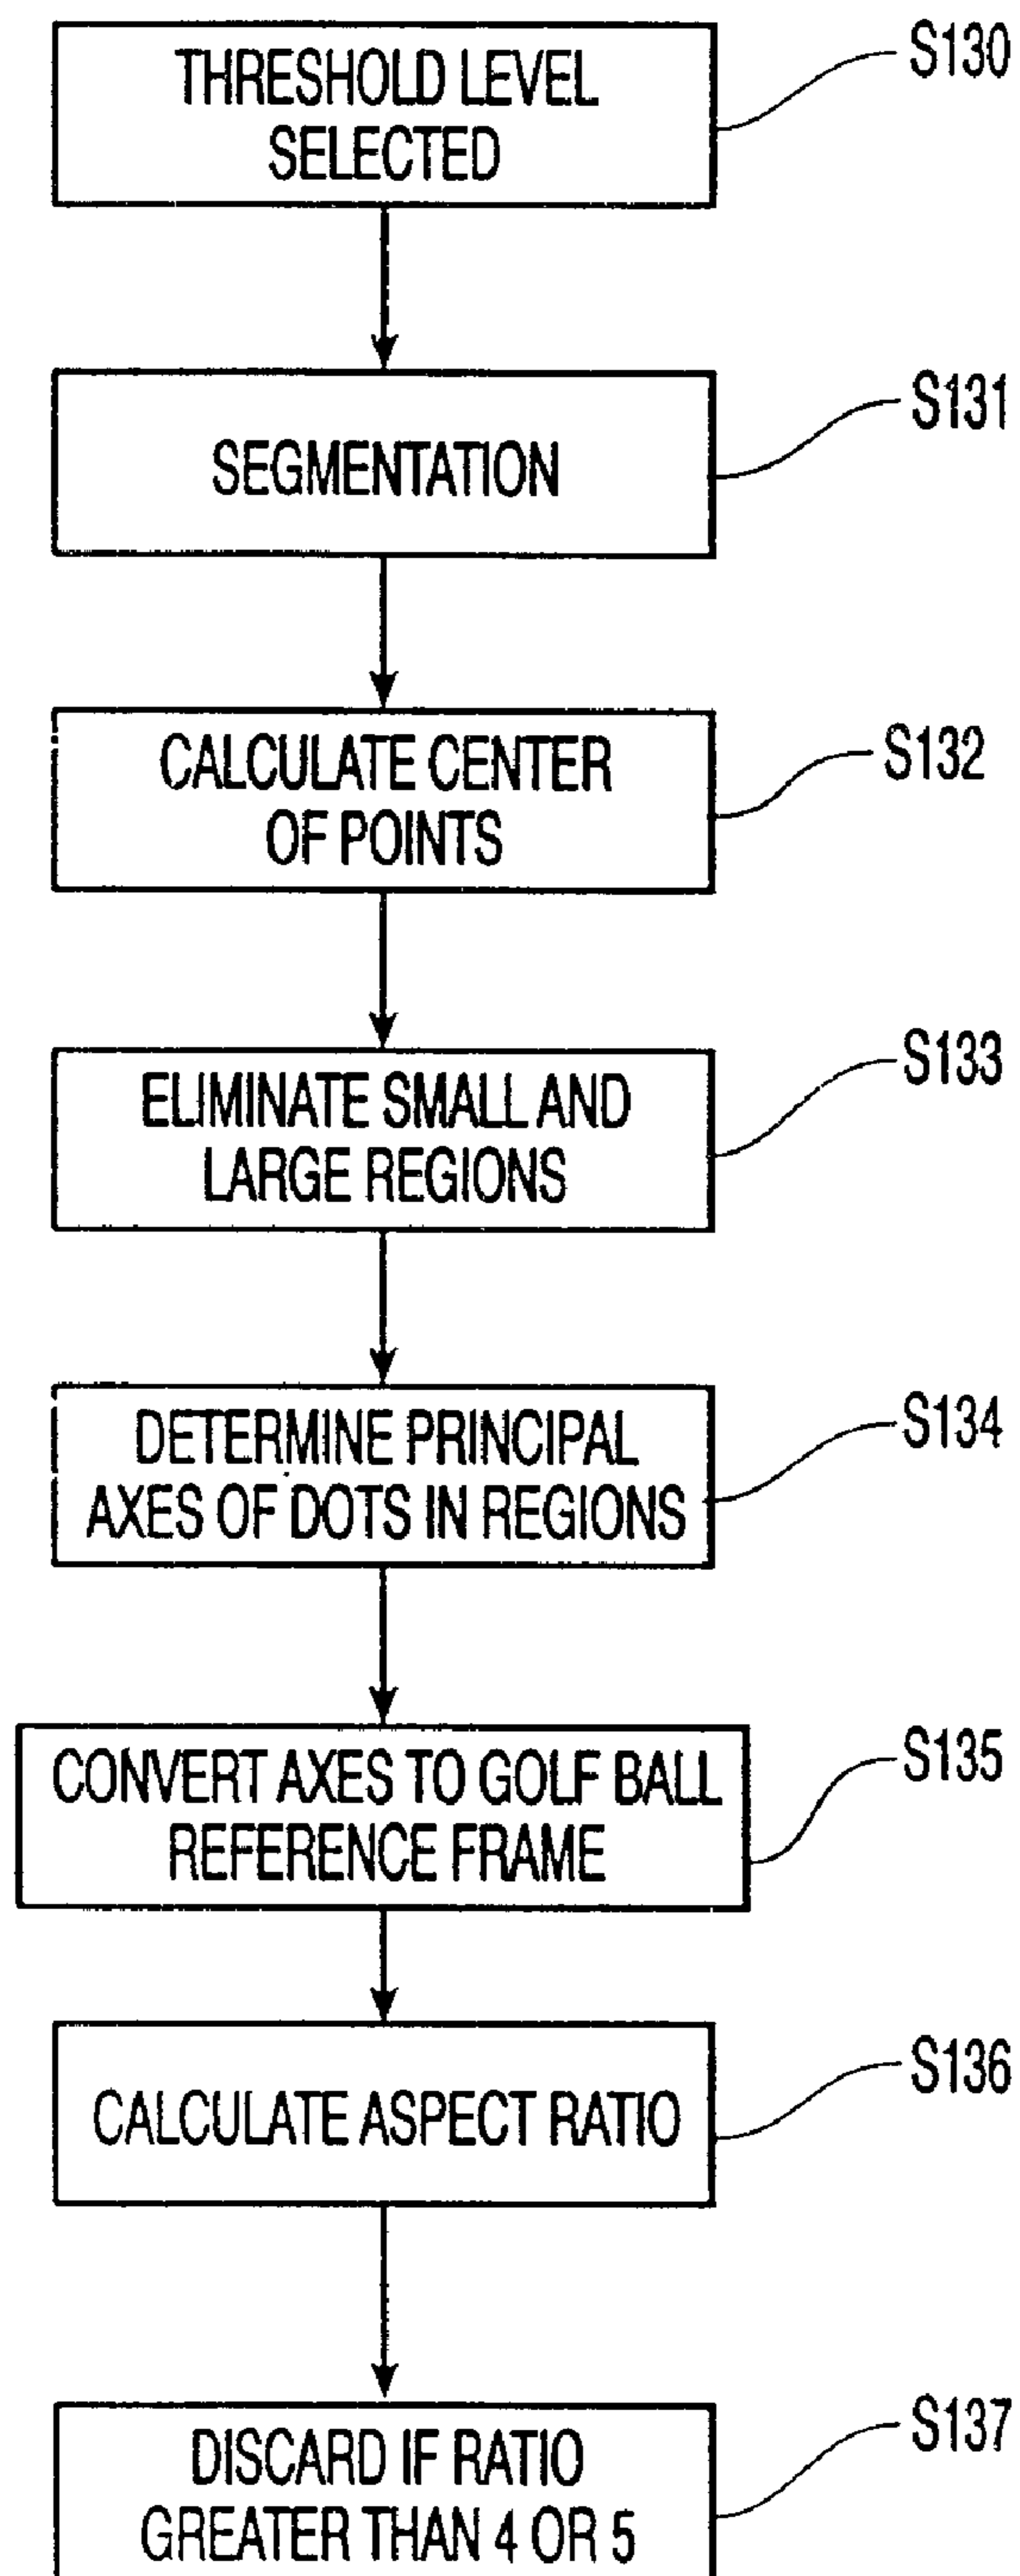 THRESHOLD LEVEL
SELECTED
S130
SEGMENTATION
S131
CALCULATE CENTER
OF POINTS
S132
ELIMINATE SMALL AND
LARGE REGIONS
S133
DETERMINE PRINCIPAL
AXES OF DOTS IN REGIONS
S134
CONVERT AXES TO GOLF BALL
REFERENCE FRAME
S135
CALCULATE ASPECT RATIO
S136
DISCARD IF RATIO
GREATER THAN 4 OR 5
S137